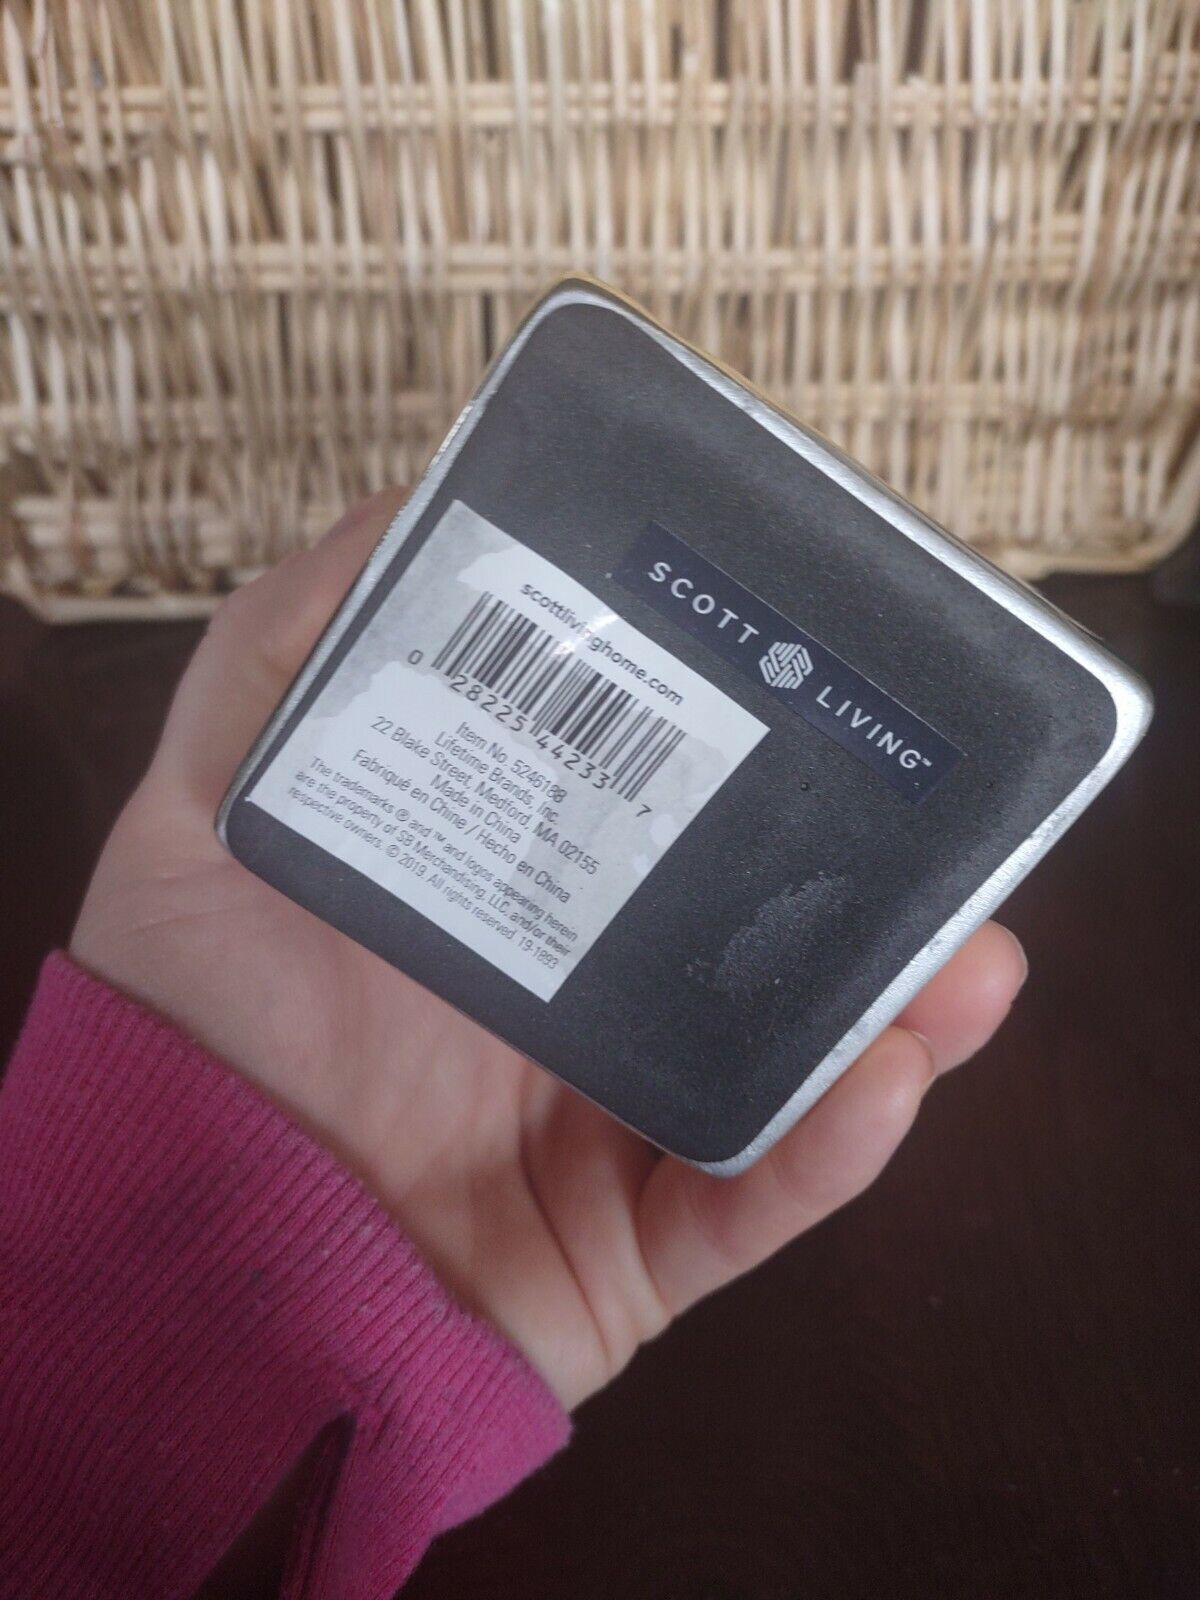 SCOTT LIVING™
scottlivinghome.com
0 28225 44233 7
Item No. 5246188
Lifetime Brands, Inc.
22 Blake Street, Medford, MA 02155
Made in China
Fabriqué en Chine / Hecho en China
The trademarks ® and ™ and logos appearing herein
are the property of SB Merchandising, LLC, and/or their
respective owners. © 2019. All rights reserved. 19-1893